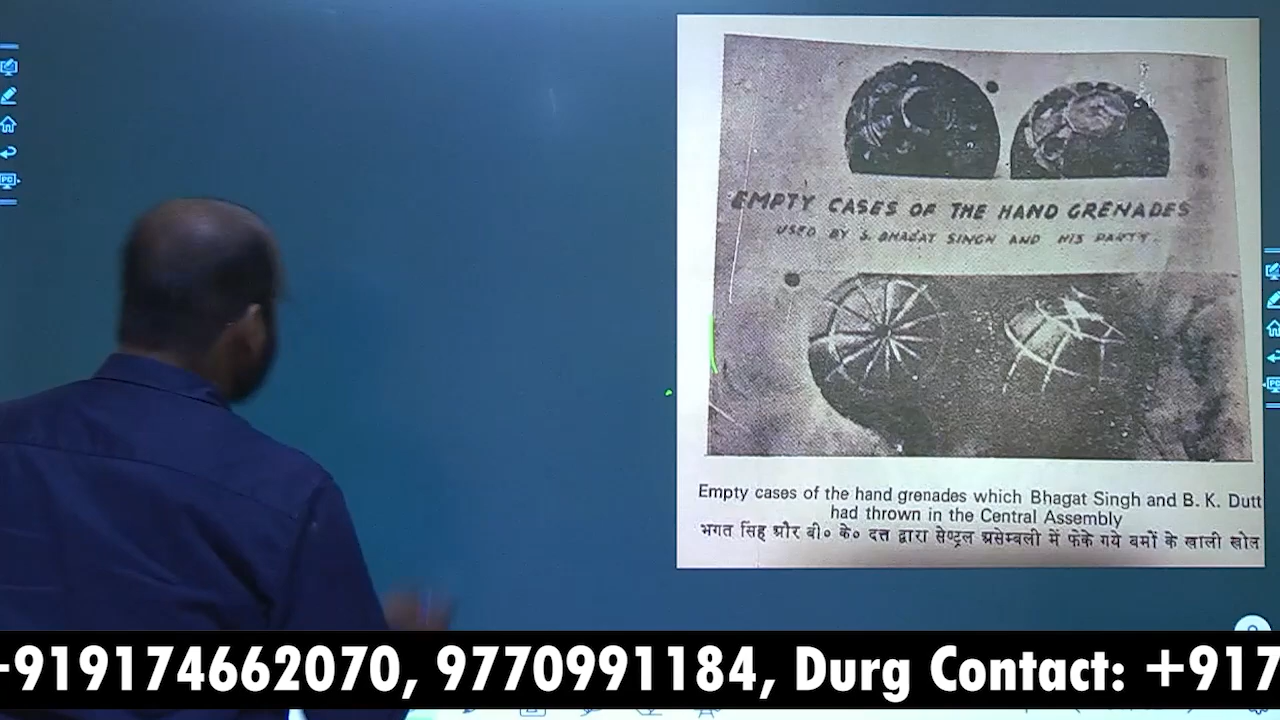 EMPTY CASES OF THE HAND GRENADES
USED BY S. BHAGAT SINGH AND HIS PARTY.
Empty cases of the hand grenades which Bhagat Singh and B. K. Dutt
had thrown in the Central Assembly
भगत सिंह और बी० के० दत्त द्वारा सेण्ट्रल असेम्बली में फेंके गये बमों के खाली खोल
-919174662070, 9770991184, Durg Contact: +917